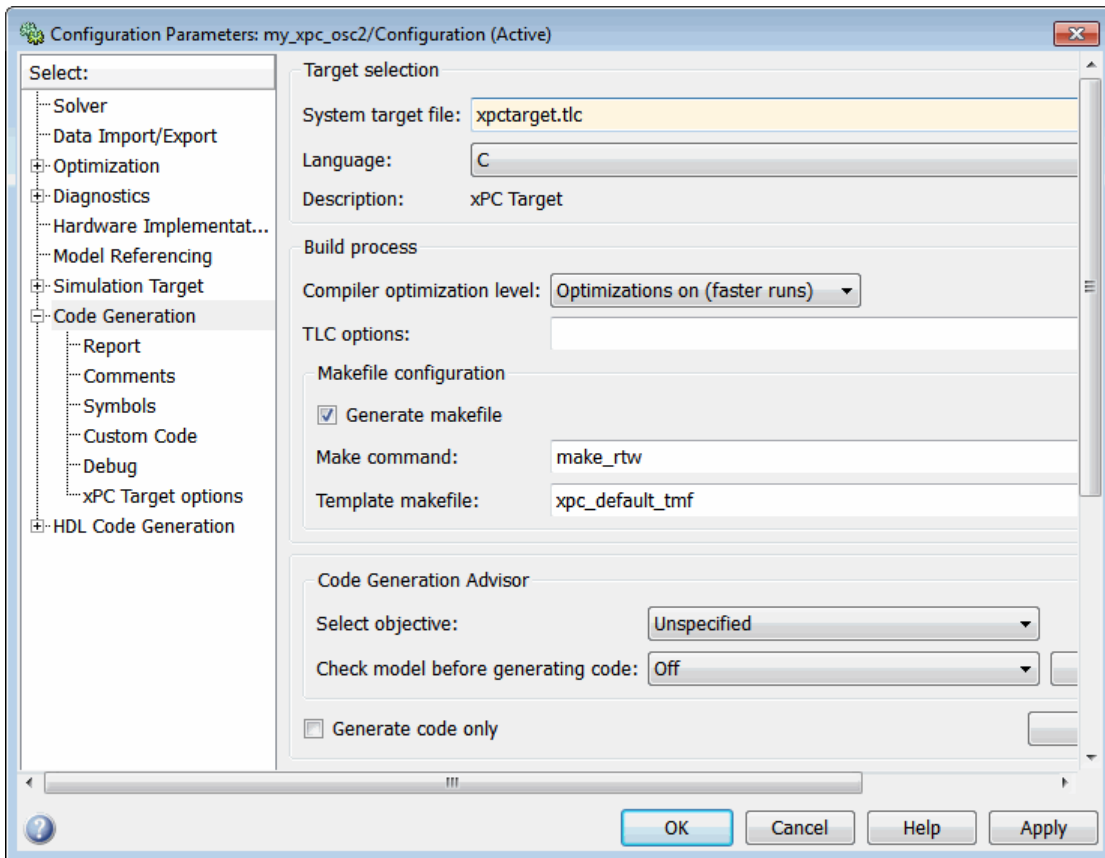 Configuration Parameters: my_xpc_osc2/Configuration (Active)
Select:
Solver
Data Import/Export
Optimization
Diagnostics
Hardware Implementat...
Model Referencing
Simulation Target
Code Generation
Report
Comments
Symbols
Custom Code
Debug
xPC Target options
HDL Code Generation
Target selection
System target file: xpctarget.tlc
Language: C
Description: xPC Target
Build process
Compiler optimization level: Optimizations on (faster runs)
TLC options:
Makefile configuration
Generate makefile
Make command: make_rtw
Template makefile: xpc_default_tmf
Code Generation Advisor
Select objective: Unspecified
Check model before generating code: Off
Generate code only
OK Cancel Help Apply